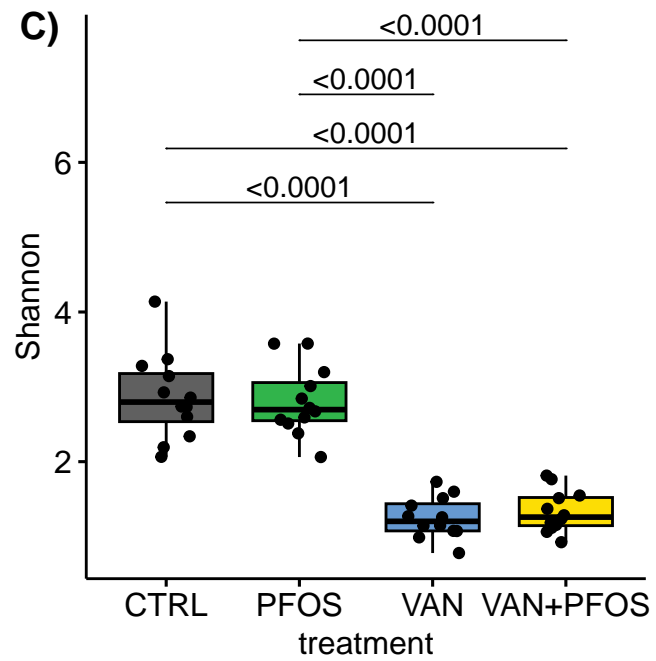 C)
<0.0001
<0.0001
<0.0001
<0.0001
6
4
2
Shannon
CTRL PFOS VAN VAN+PFOS
treatment